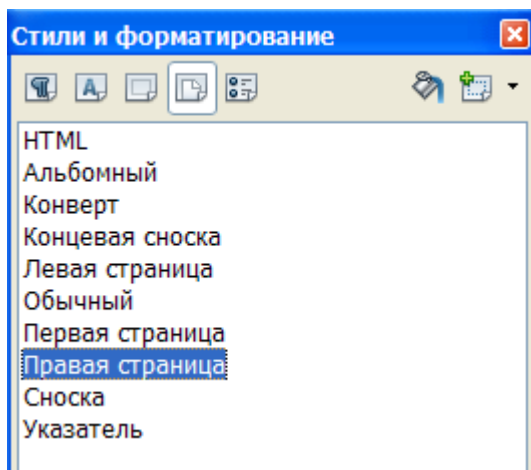 Стили и форматирование
HTML
Альбомный
Конверт
Концевая сноска
Левая страница
Обычный
Первая страница
Правая страница
Сноска
Указатель